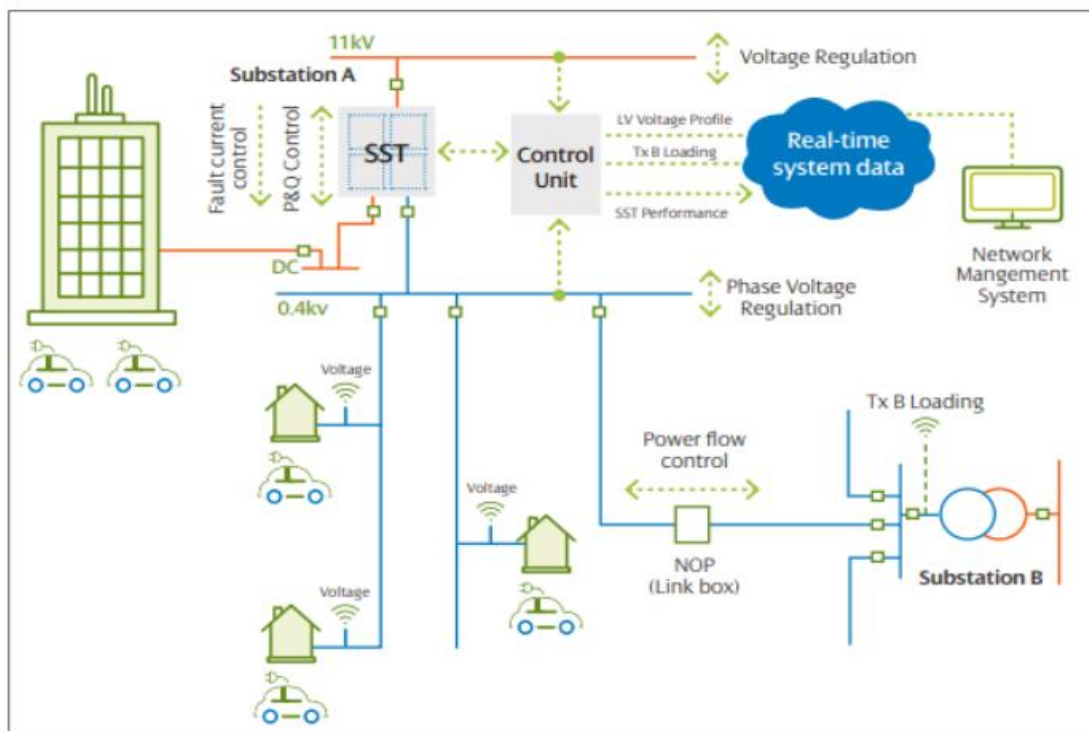 11kV
Substation A
Voltage Regulation
Fault current
control
P&Q Control
SST
Control
Unit
LV Voltage Profile
Tx B Loading
SST Performance
Real-time
system data
Network
Mangement
System
DC
0.4kv
Phase Voltage
Regulation
Voltage
Voltage
Voltage
Power flow
control
NOP
(Link box)
Tx B Loading
Substation B